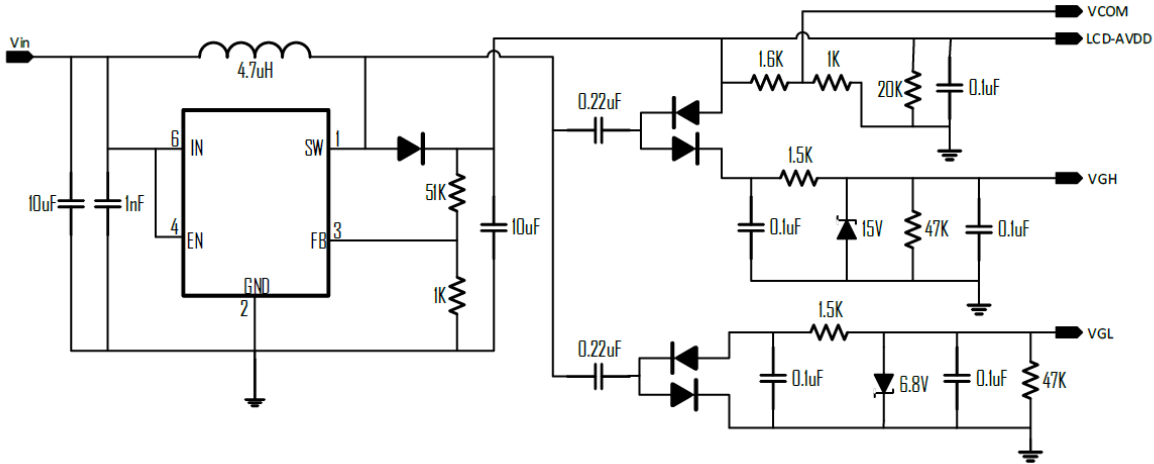 VCOM
Vin
LCD-AVDD
4.7uH
1.6K
1K
20K
0.1uF
0.22uF
6
IN
SW
1
1.5K
VGH
51K
10uF
1nF
4
EN
FB
3
10uF
0.1uF
15V
47K
0.1uF
GND
2
1K
1.5K
VGL
0.22uF
0.1uF
6.8V
0.1uF
47K